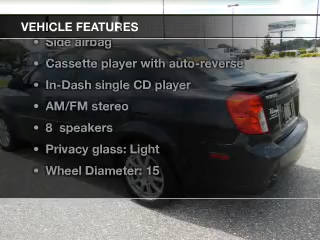 VEHICLE FEATURES
• Side airbag
• Cassette player with auto-reverse
• In-Dash single CD player
• AM/FM stereo
• 8 speakers
• Privacy glass: Light
• Wheel Diameter: 15